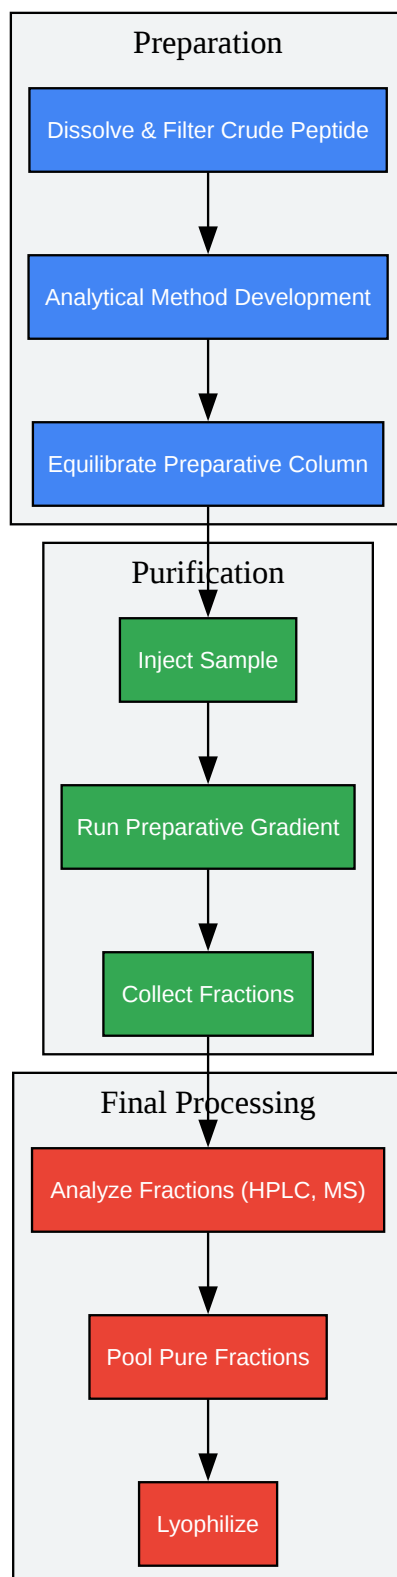 Preparation
Dissolve & Filter Crude Peptide
Analytical Method Development
Equilibrate Preparative Column
Purification
Inject Sample
Run Preparative Gradient
Collect Fractions
Final Processing
Analyze Fractions (HPLC, MS)
Pool Pure Fractions
Lyophilize